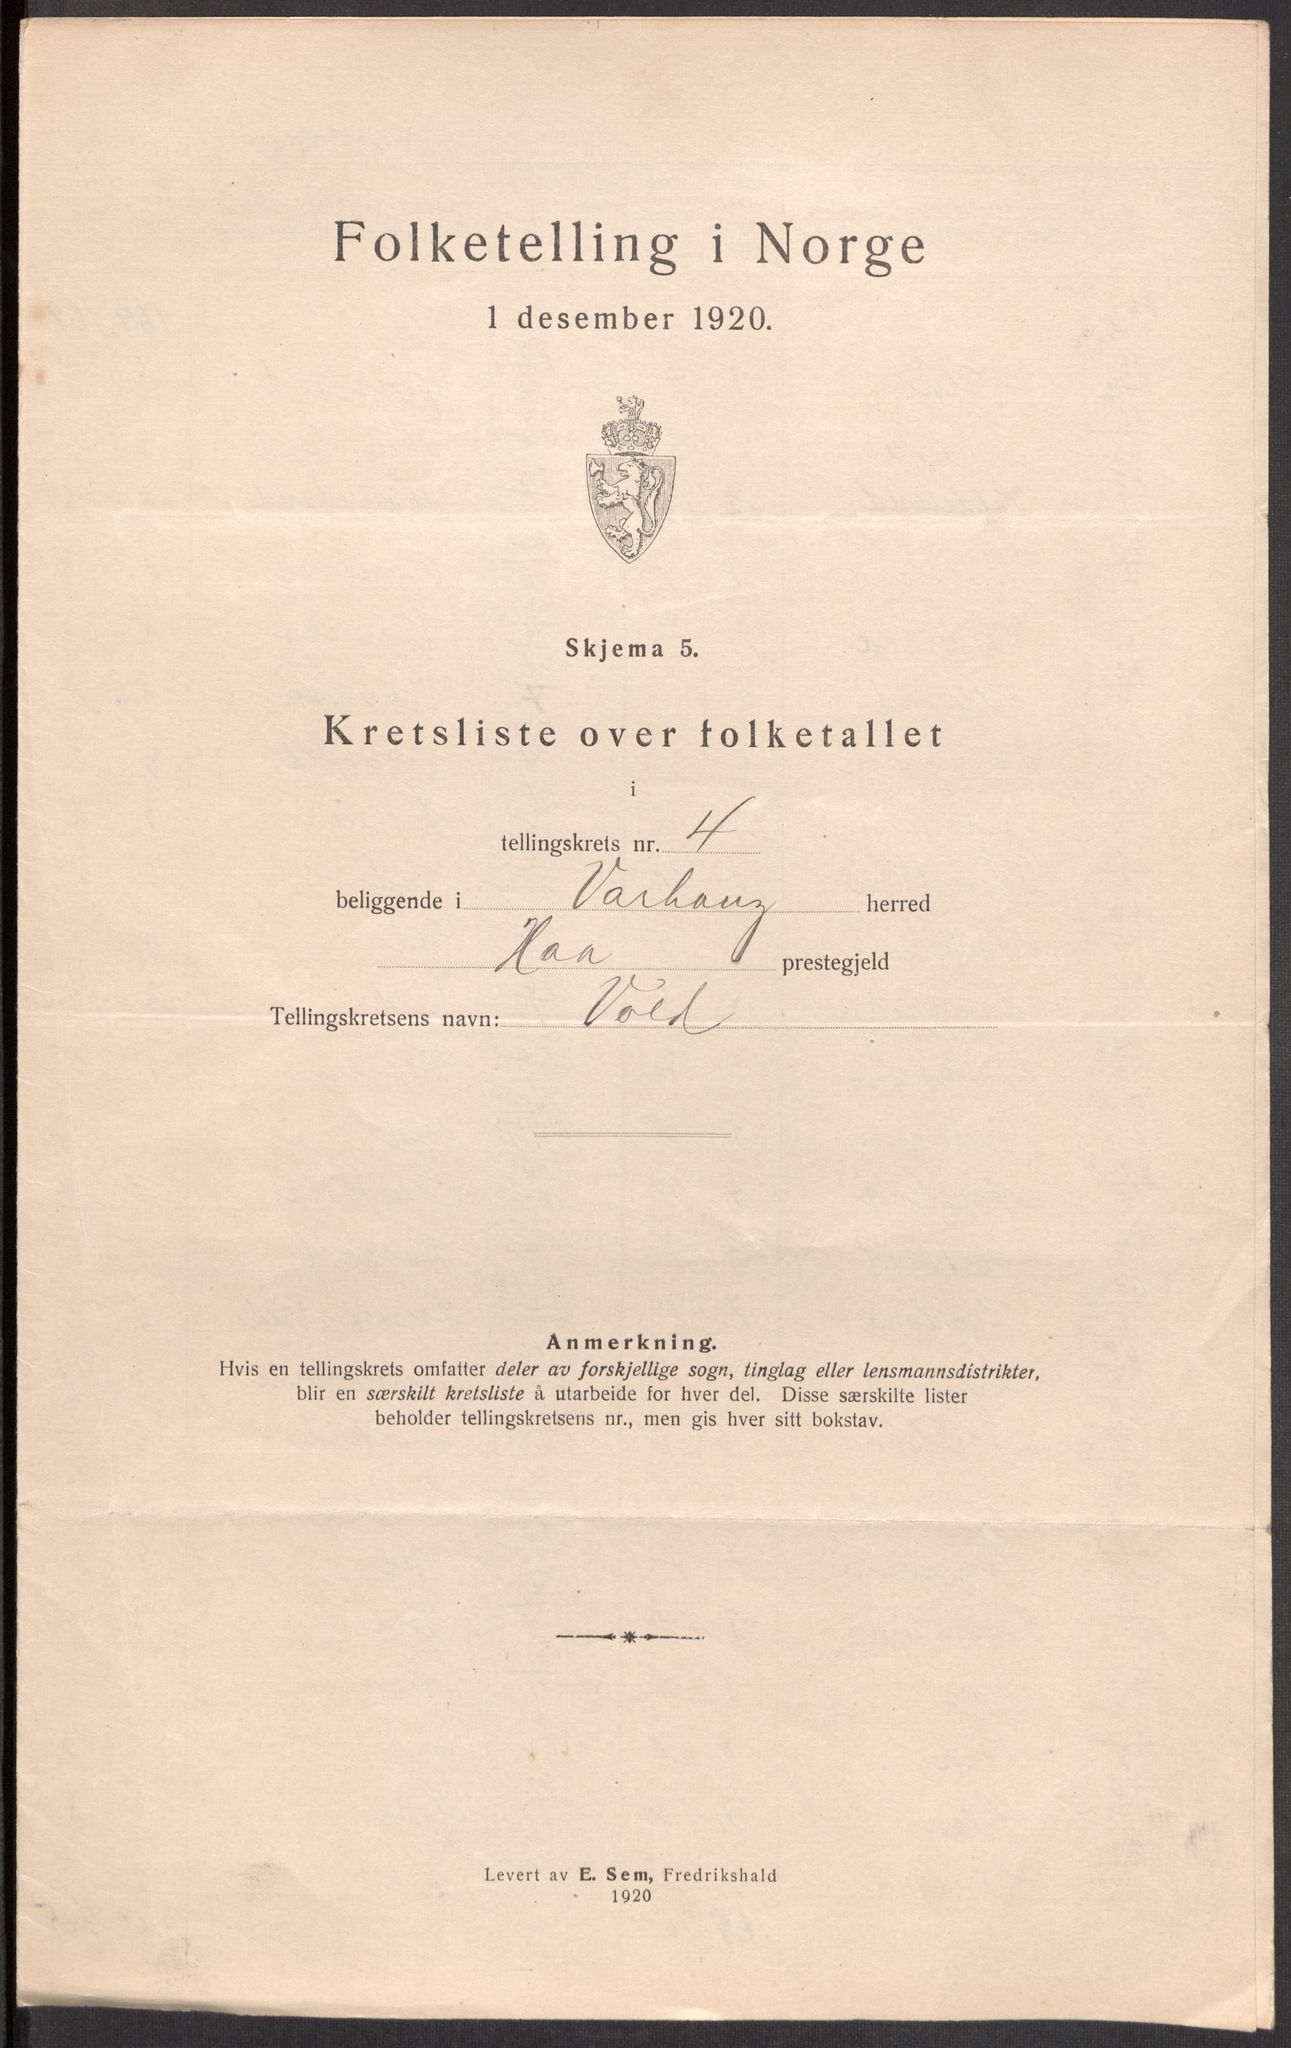 Folketelling i Norge
1 desember 1920.
Skjema 5.
Kretsliste over folketallet
i
tellingskrets nr. 4
beliggende i Varhaug herred
Haa prestegjeld
Tellingskretsens navn: Vold
Anmerkning.
Hvis en tellingskrets omfatter deler av forskjellige sogn, tinglag eller lensmannsdistrikter,
blir en særskilt kretsliste å utarbeide for hver del. Disse særskilte lister
beholder tellingskretsens nr., men gis hver sitt bokstav.
Levert av E. Sem, Fredrikshald
1920